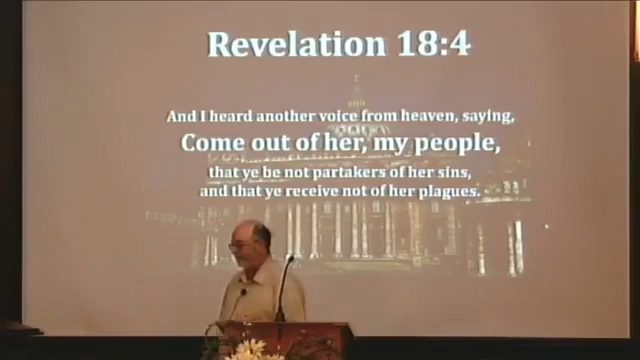 Revelation 18:4
And I heard another voice from heaven, saying,
Come out of her, my people,
that ye be not partakers of her sins,
and that ye receive not of her plagues.